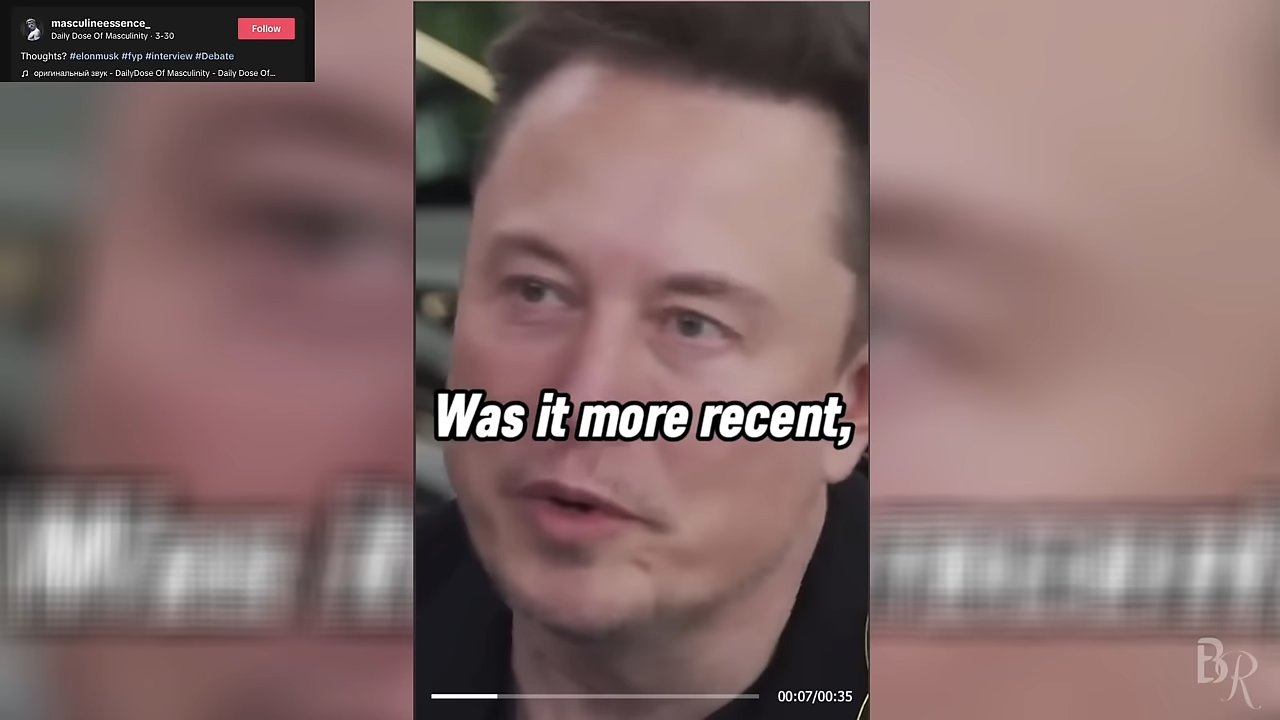 masculineessence_
Daily Dose Of Masculinity · 3-30
Follow
Thoughts? #elonmusk #fyp #interview #Debate
♫ оригинальный звук - DailyDose Of Masculinity - Daily Dose Of...
Was it more recent,
00:07/00:35
BR